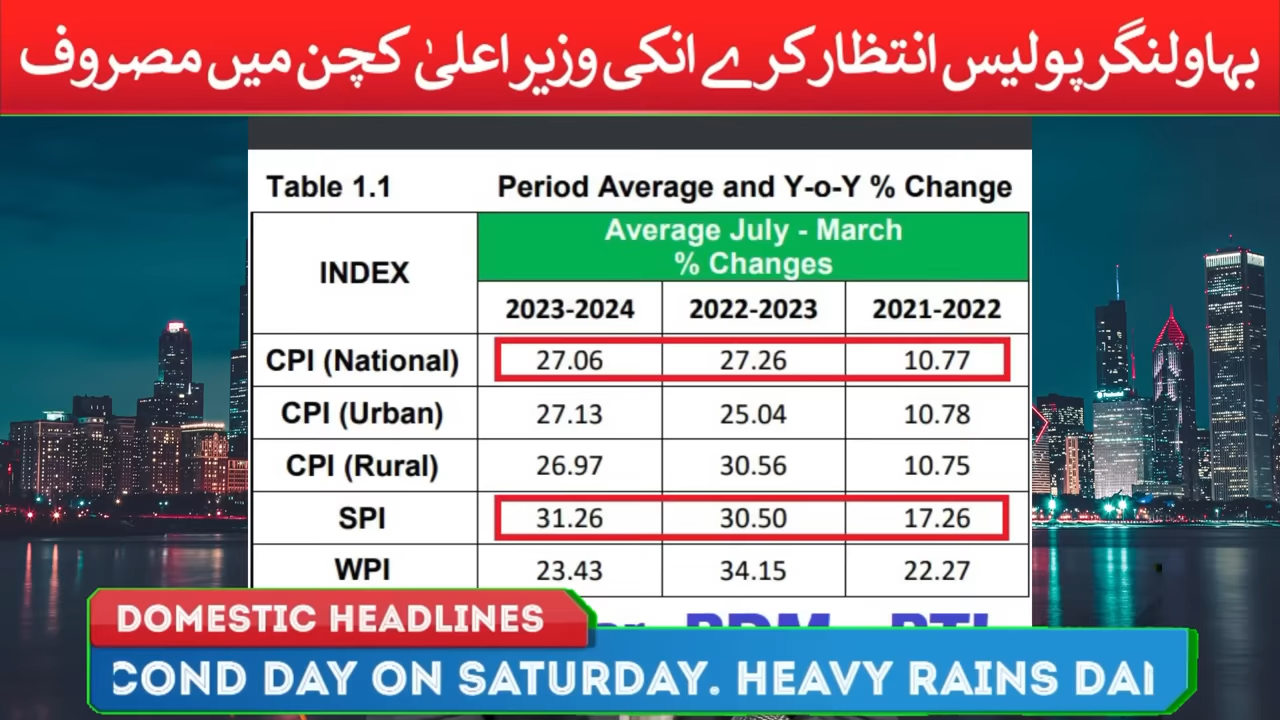 بہاولنگر پولیس انتظار کرے انکی وزیر اعلیٰ کچن میں مصروف
Table 1.1 Period Average and Y-o-Y % Change
INDEX
Average July - March
% Changes
2023-2024 2022-2023 2021-2022
CPI (National) 27.06 27.26 10.77
CPI (Urban) 27.13 25.04 10.78
CPI (Rural) 26.97 30.56 10.75
SPI 31.26 30.50 17.26
WPI 23.43 34.15 22.27
PDM PTI
DOMESTIC HEADLINES
DAY ON SATURDAY. HEAVY RAINS